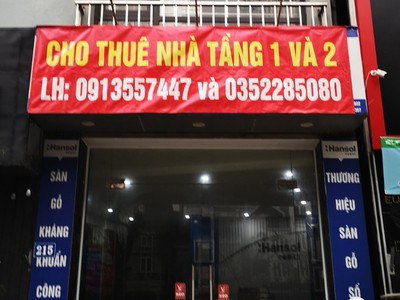 CHO THUÊ NHÀ TẦNG 1 VÀ 2
LH: 0913557447 và 0352285080
Hansol
SÀN
GỖ
KHÁNG
215
KHUẨN
CÔNG
Hansol
THƯƠNG
HIỆU
SÀN
GỖ
SỐ
Hansol